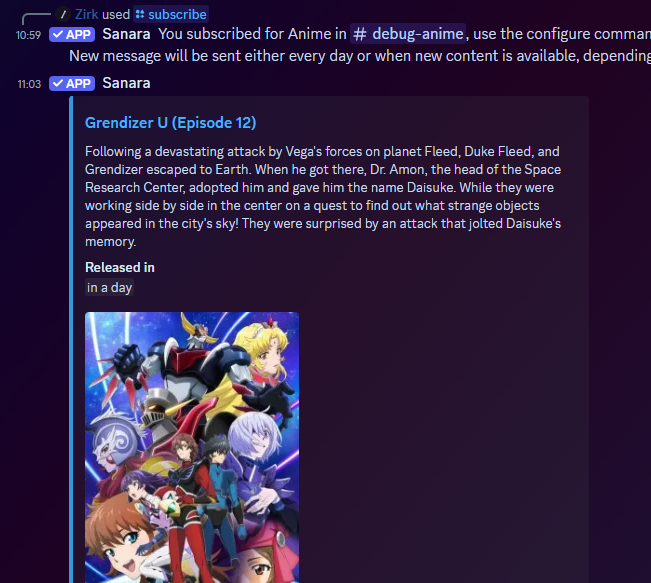 Zirk used subscribe
10:59 APP Sanara You subscribed for Anime in # debug-anime, use the configure comman
New message will be sent either every day or when new content is available, depending
11:03 APP Sanara
Grendizer U (Episode 12)
Following a devastating attack by Vega's forces on planet Fleed, Duke Fleed, and
Grendizer escaped to Earth. When he got there, Dr. Amon, the head of the Space
Research Center, adopted him and gave him the name Daisuke. While they were
working side by side in the center on a quest to find out what strange objects
appeared in the city's sky! They were surprised by an attack that jolted Daisuke's
memory.
Released in
in a day